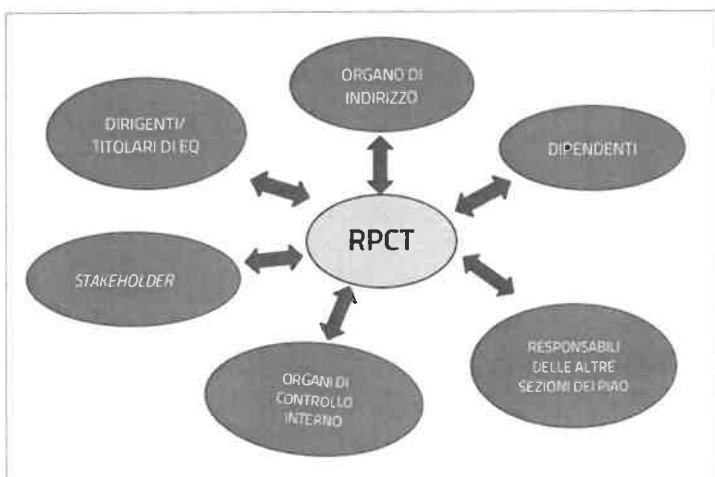 ORGANO DI
INDIRIZZO
DIRIGENTI/
TITOLARI DI EQ
DIPENDENTI
RPCT
STAKEHOLDER
RESPONSABILI
DELLE ALTRE
SEZIONI DEI PIAO
ORGANI DI
CONTROLLO
INTERNO